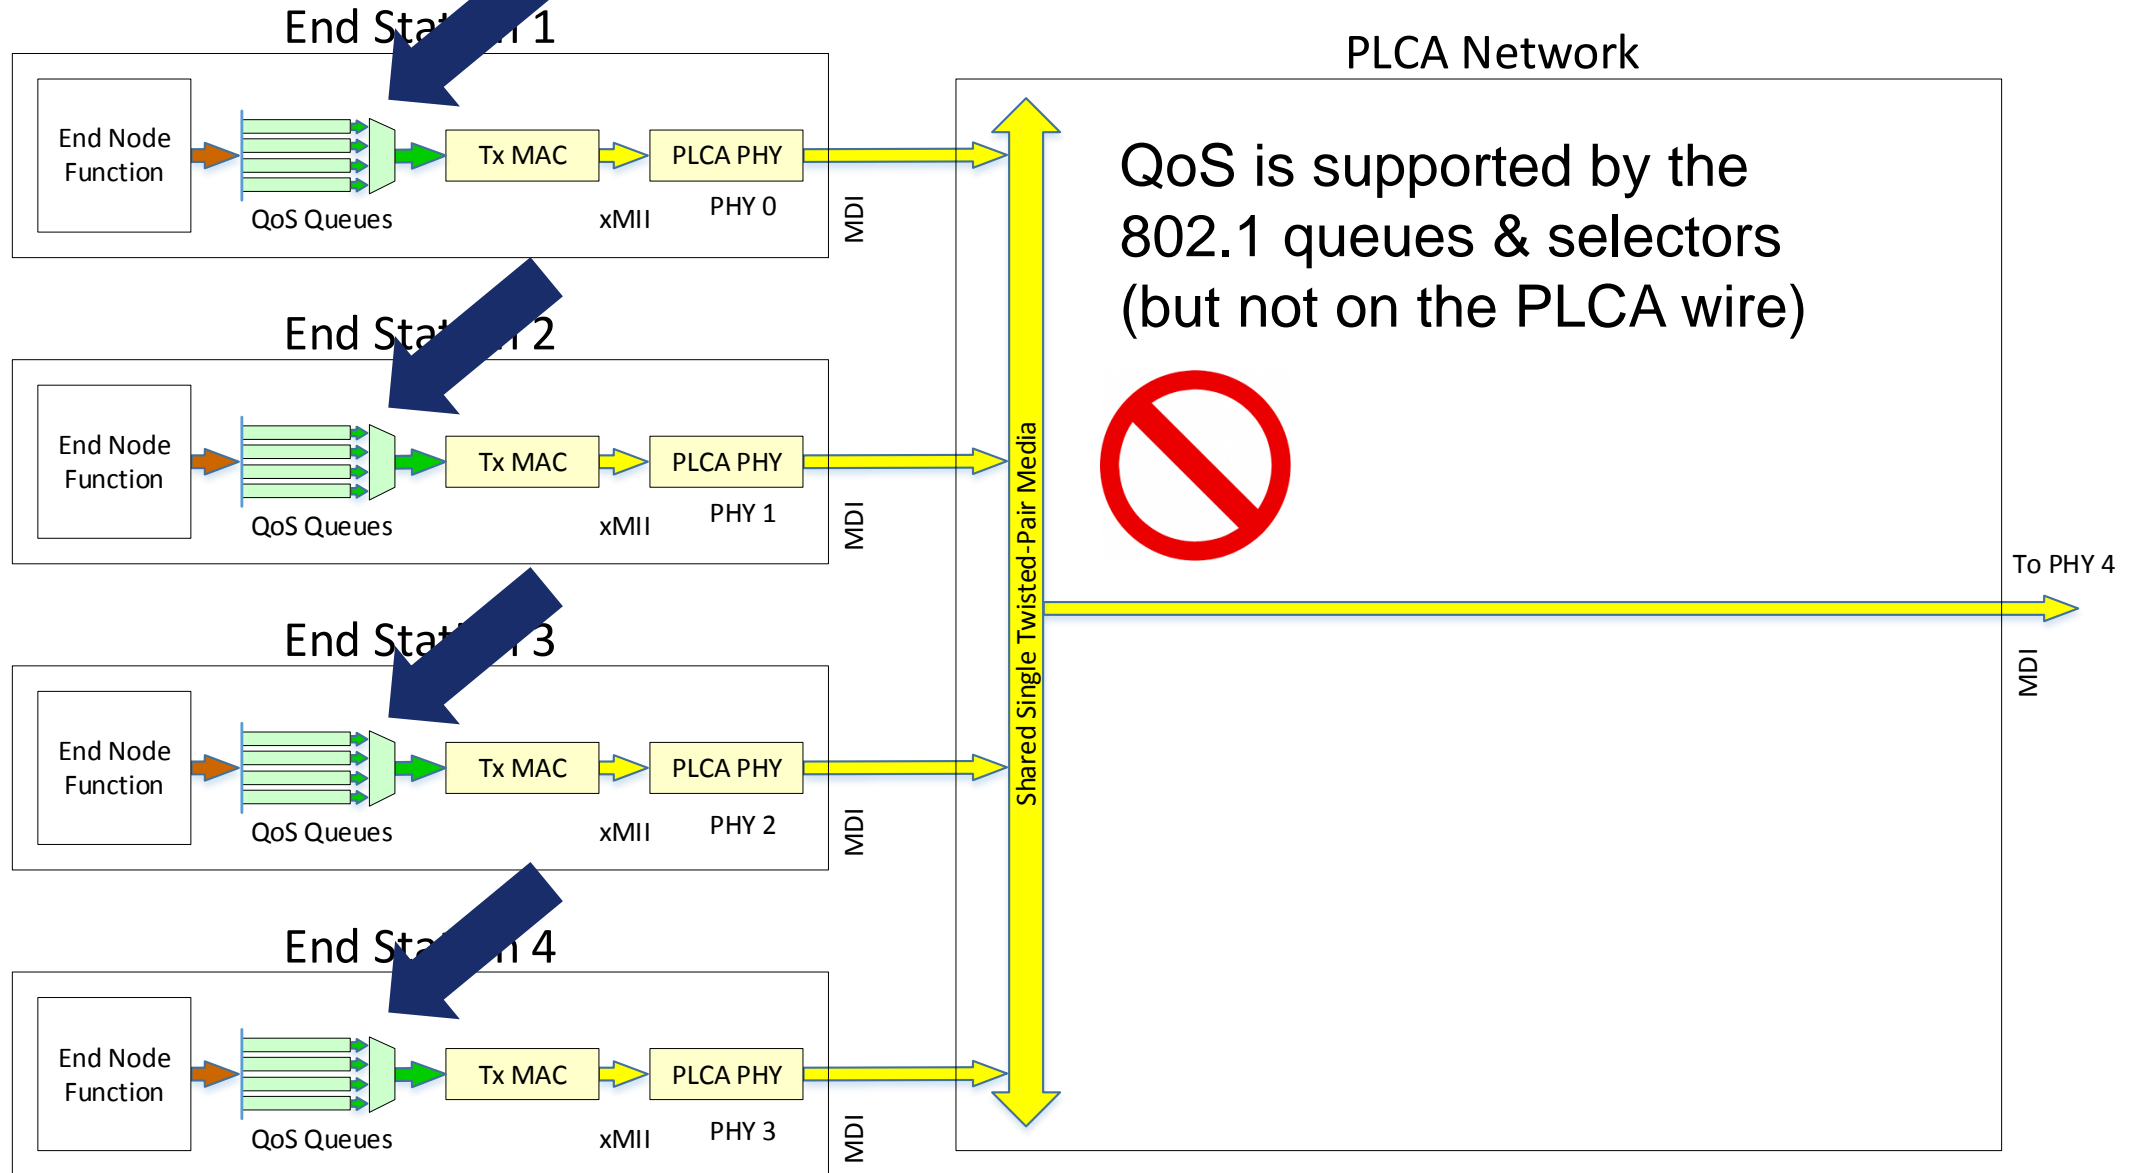 End Sta 1
End Node
Function
QoS Queues
Tx MAC
xMII
PLCA PHY
PHY 0
MDI
End Sta 2
End Node
Function
QoS Queues
Tx MAC
xMII
PLCA PHY
PHY 1
MDI
End Stat 3
End Node
Function
QoS Queues
Tx MAC
xMII
PLCA PHY
PHY 2
MDI
End Sta n 4
End Node
Function
QoS Queues
Tx MAC
xMII
PLCA PHY
PHY 3
MDI
PLCA Network
QoS is supported by the
802.1 queues & selectors
(but not on the PLCA wire)
Shared Single Twisted-Pair Media
To PHY 4
MDI